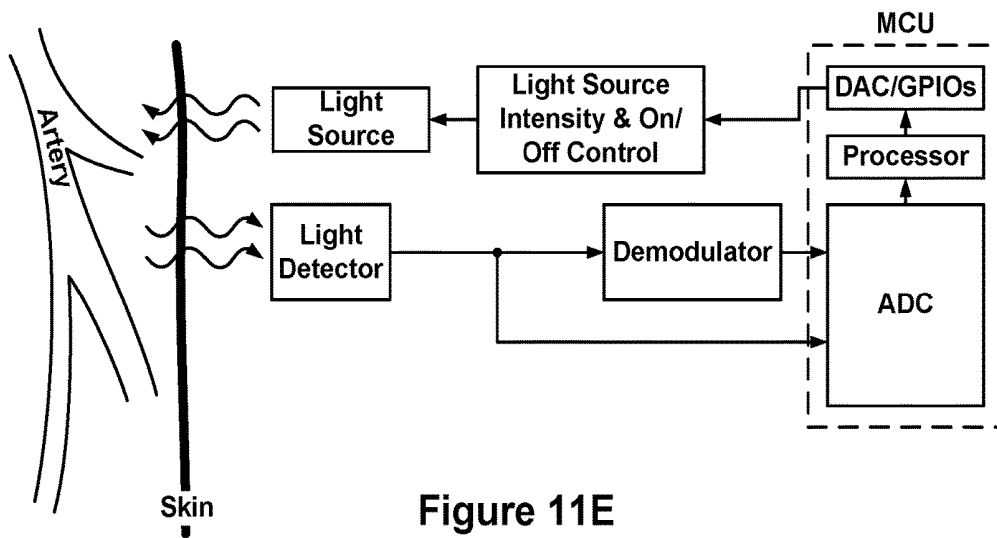 MCU
Light
Source
Light Source
Intensity & On/
Off Control
DAC/GPIOs
Processor
Artery
Light
Detector
Demodulator
ADC
Skin
Figure 11E